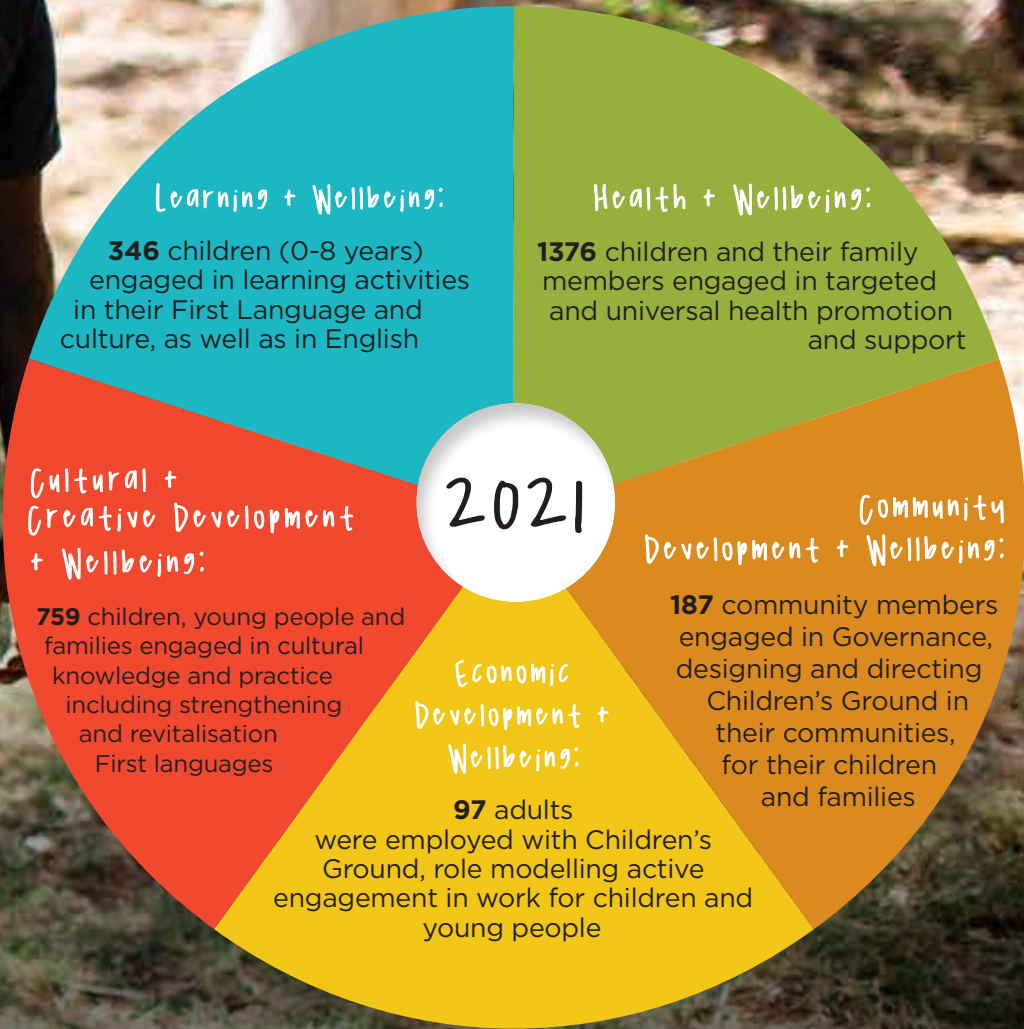 Learning + Wellbeing:
346 children (0-8 years)
engaged in learning activities
in their First Language and
culture, as well as in English
Health + Wellbeing:
1376 children and their family
members engaged in targeted
and universal health promotion
and support
Cultural +
Creative Development
+ Wellbeing:
759 children, young people and
families engaged in cultural
knowledge and practice
including strengthening
and revitalisation
First languages
2021
Community
Development + Wellbeing:
187 community members
engaged in Governance,
designing and directing
Children’s Ground in
their communities,
for their children
and families
Economic
Development +
Wellbeing:
97 adults
were employed with Children’s
Ground, role modelling active
engagement in work for children and
young people